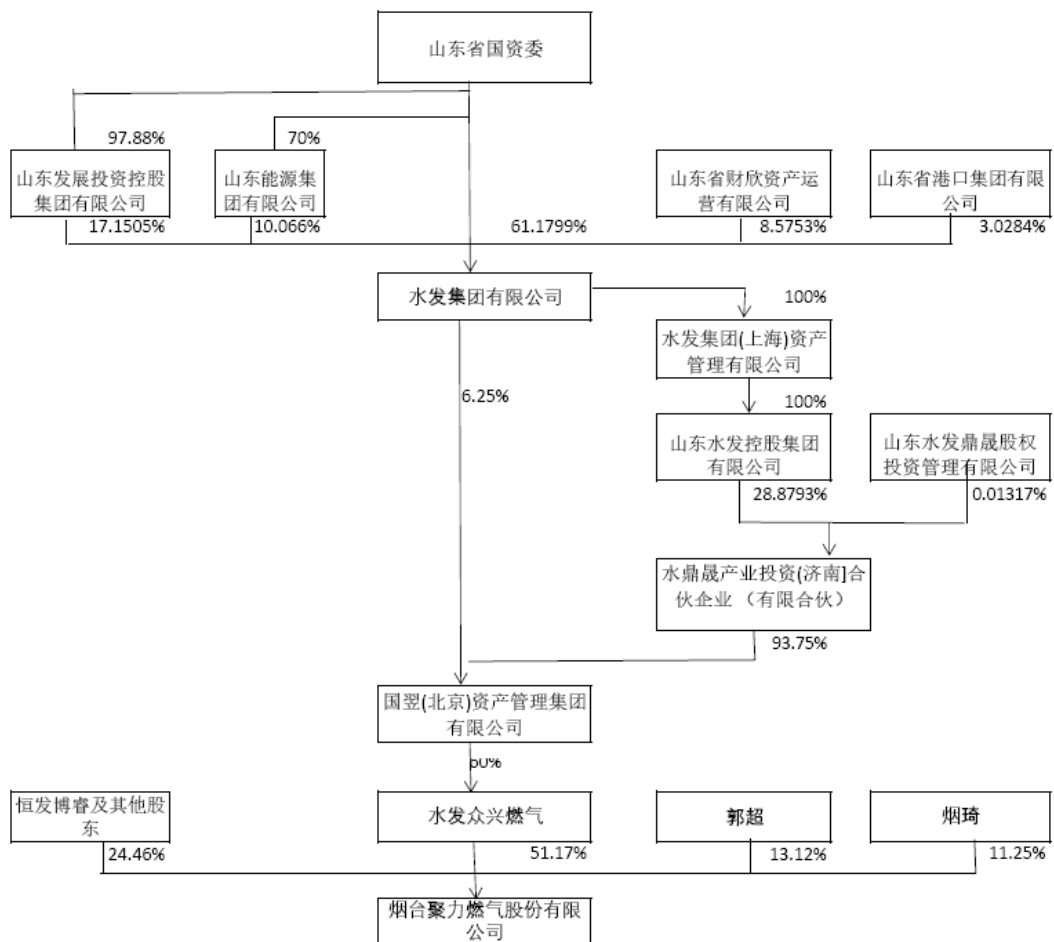 山东省国资委
97.88%
70%
山东发展投资控股
集团有限公司
山东能源集
团有限公司
山东省财欣资产运
营有限公司
山东省港口集团有限
公司
17.1505%
10.066%
61.1799%
8.5753%
3.0284%
水发集团有限公司
100%
水发集团(上海)资产
管理有限公司
6.25%
100%
山东水发控股集团
有限公司
山东水发鼎晟股权
投资管理有限公司
28.8793%
0.01317%
水鼎晟产业投资(济南]合
伙企业 （有限合伙）
93.75%
国翌(北京)资产管理集团
有限公司
60%
恒发博睿及其他股
东
水发众兴燃气
郭超
烟琦
24.46%
51.17%
13.12%
11.25%
烟台聚力燃气股份有限
公司